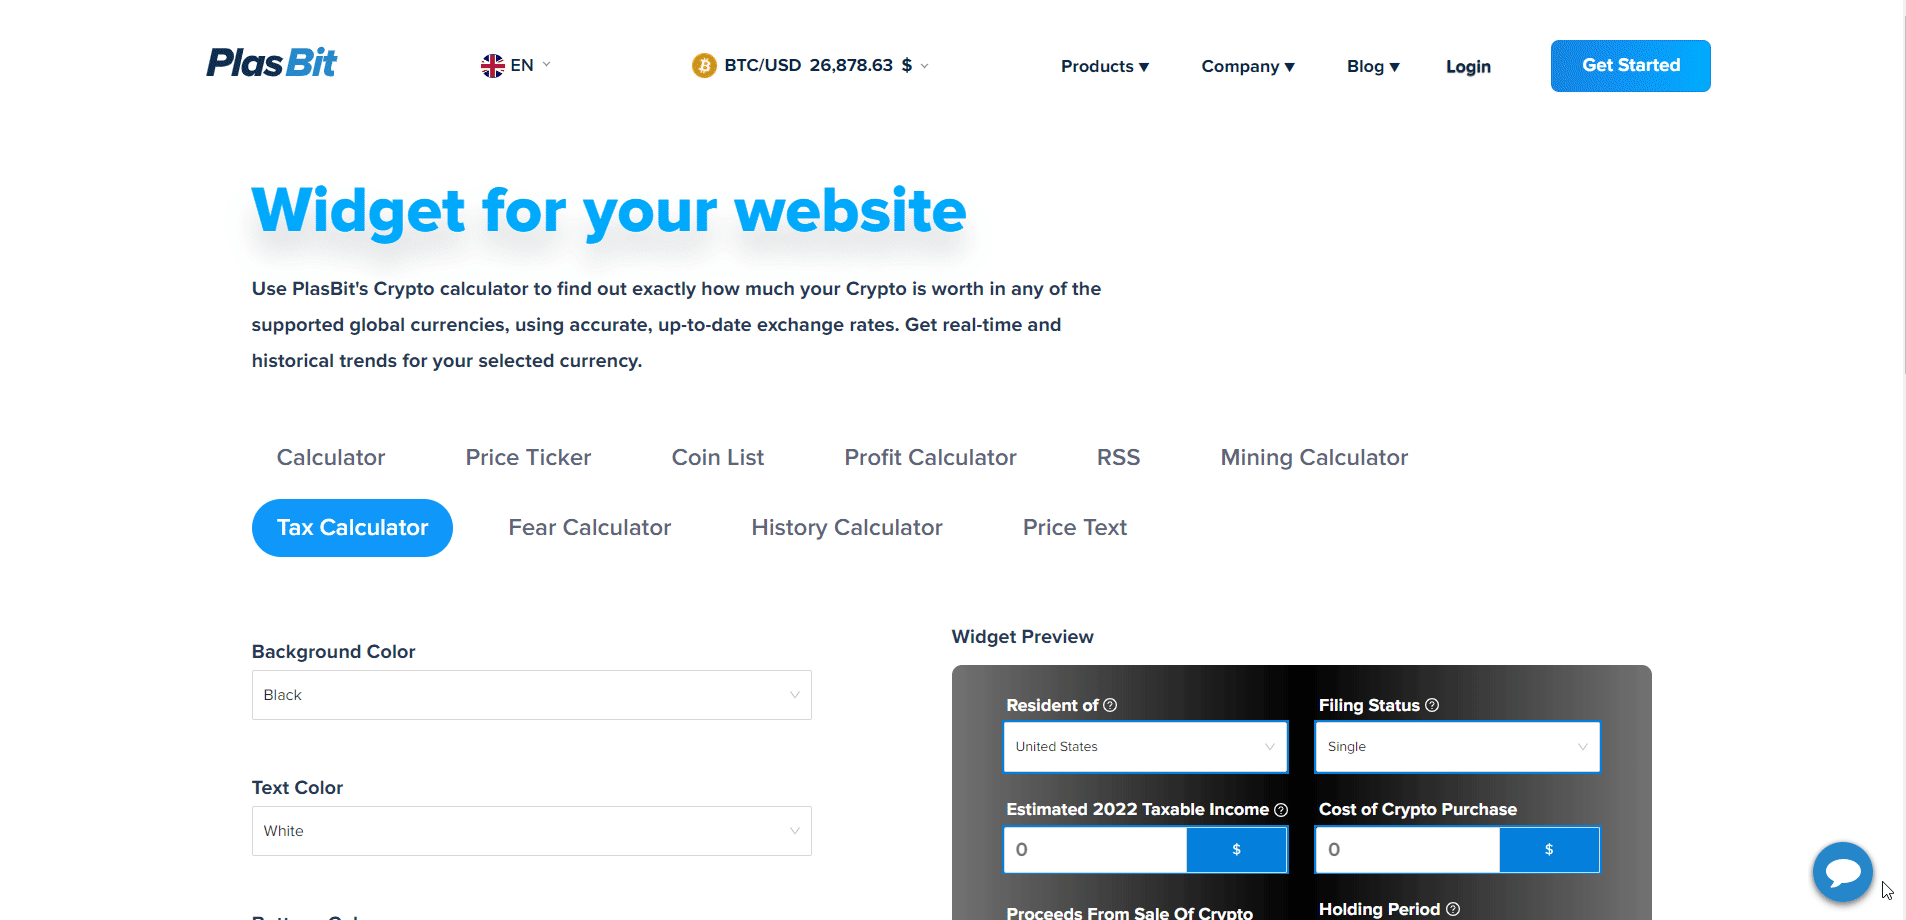 PlasBit
EN
BTC/USD 26,878.63 $
Products ▼
Company ▼
Blog ▼
Login
Get Started
Widget for your website
Use PlasBit's Crypto calculator to find out exactly how much your Crypto is worth in any of the
supported global currencies, using accurate, up-to-date exchange rates. Get real-time and
historical trends for your selected currency.
Calculator
Price Ticker
Coin List
Profit Calculator
RSS
Mining Calculator
Tax Calculator
Fear Calculator
History Calculator
Price Text
Background Color
Black
Text Color
White
Widget Preview
Resident of ?
Filing Status ?
United States
Single
Estimated 2022 Taxable Income ?
Cost of Crypto Purchase
0 $
0 $
Proceeds From Sale Of Crypto
Holding Period ?